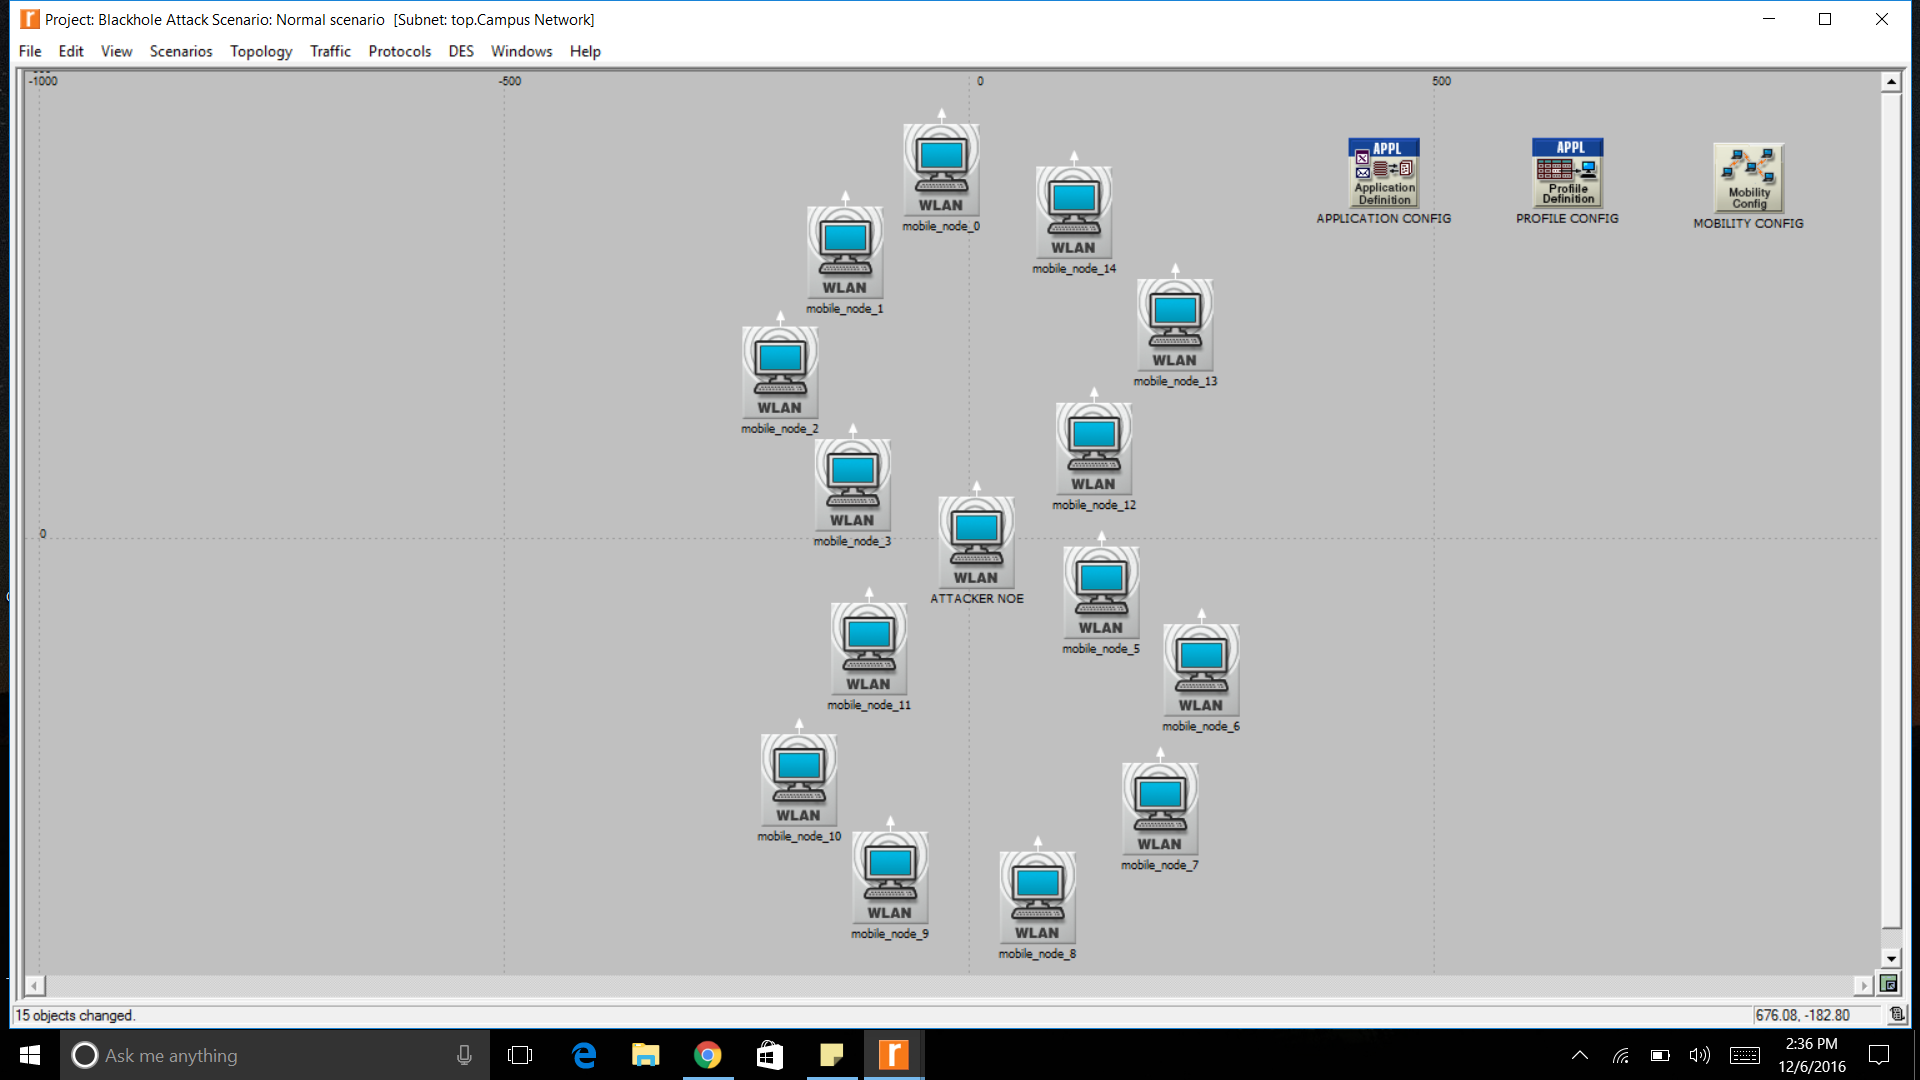 Project: Blackhole Attack Scenario: Normal scenario [Subnet: top.Campus Network]
File Edit View Scenarios Topology Traffic Protocols DES Windows Help
-1000 -500 0 500
WLAN
mobile_node_0
WLAN
mobile_node_14
APPL
Application
Definition
APPLICATION CONFIG
APPL
Profile
Definition
PROFILE CONFIG
Mobility
Config
MOBILITY CONFIG
WLAN
mobile_node_1
WLAN
mobile_node_13
WLAN
mobile_node_2
WLAN
mobile_node_12
WLAN
mobile_node_3
0
WLAN
ATTACKER NOE
WLAN
mobile_node_5
WLAN
mobile_node_11
WLAN
mobile_node_6
WLAN
mobile_node_10
WLAN
mobile_node_7
WLAN
mobile_node_9
WLAN
mobile_node_8
15 objects changed.
676.08, -182.80
Ask me anything
2:36 PM
12/6/2016